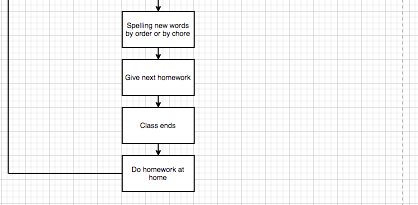 Spelling new words
by order or by chore
Give next homework
Class ends
Do homework at
home